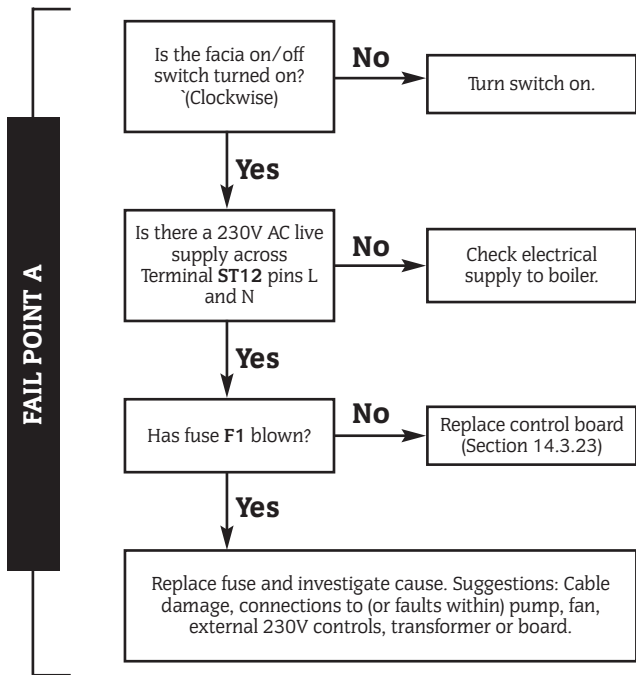 FAIL POINT A
Is the facia on/off
switch turned on?
`(Clockwise)
No
Turn switch on.
Yes
Is there a 230V AC live
supply across
Terminal ST12 pins L
and N
No
Check electrical
supply to boiler.
Yes
Has fuse F1 blown?
No
Replace control board
(Section 14.3.23)
Yes
Replace fuse and investigate cause. Suggestions: Cable
damage, connections to (or faults within) pump, fan,
external 230V controls, transformer or board.